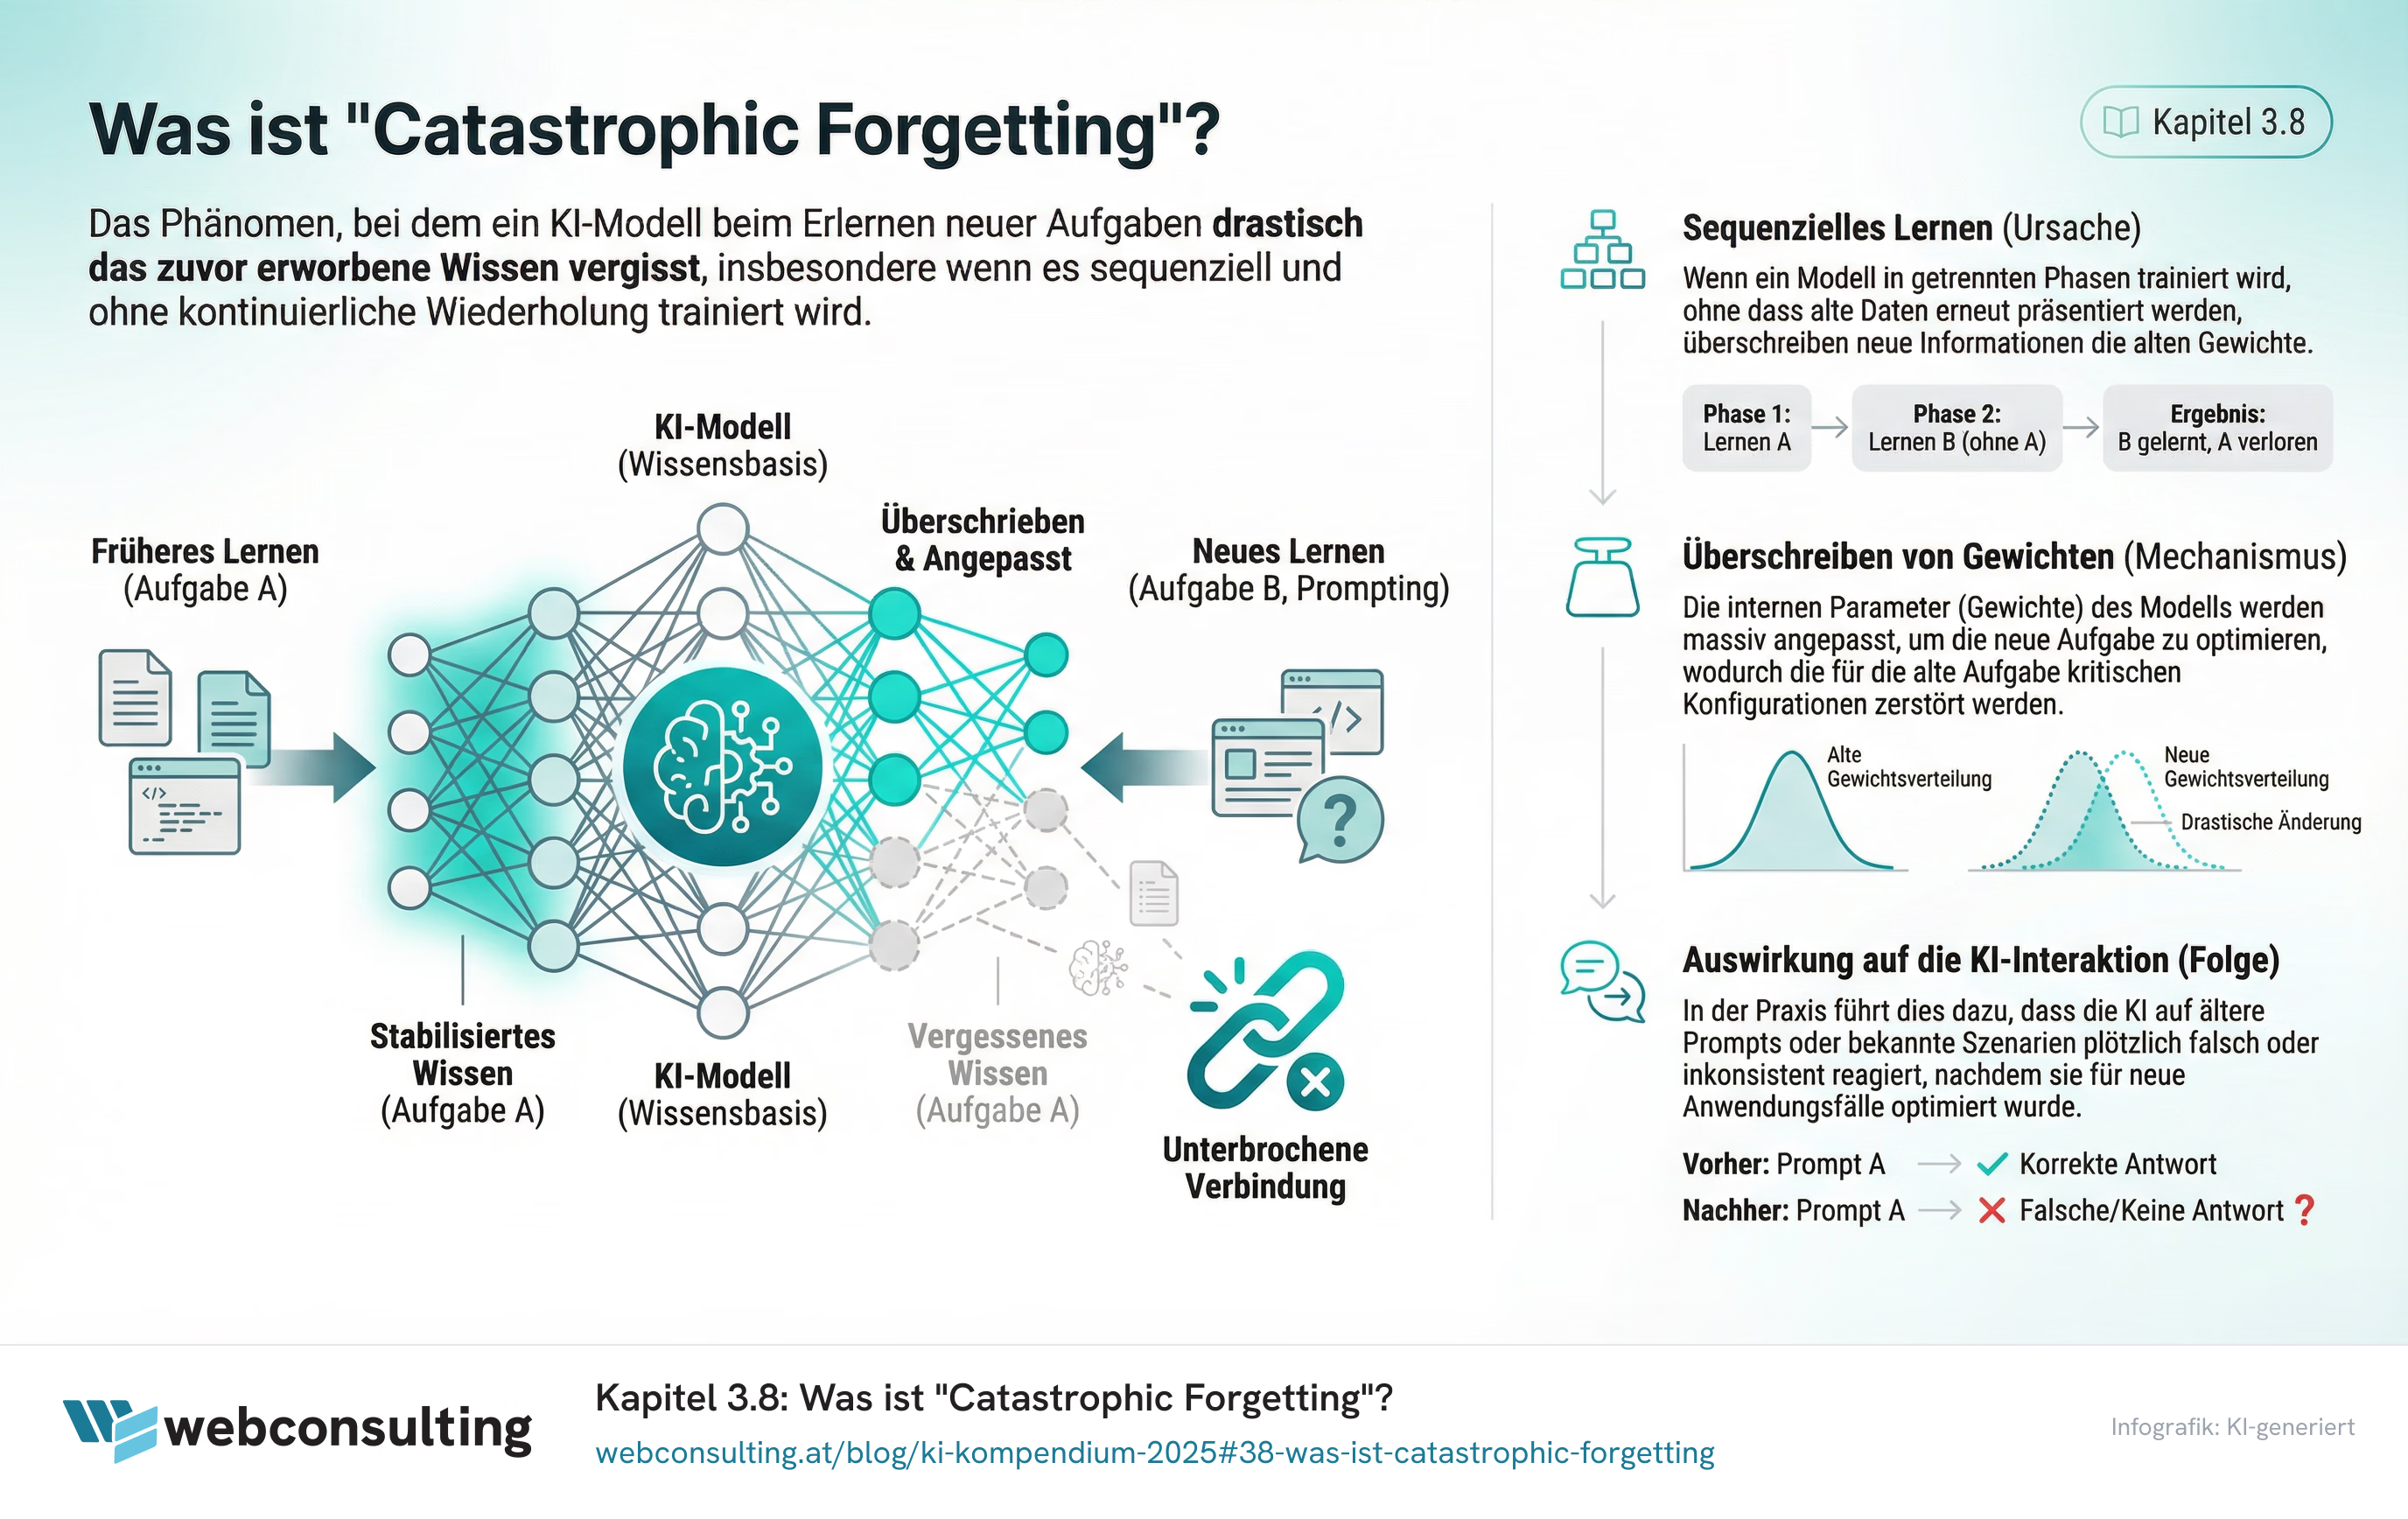 Was ist "Catastrophic Forgetting"?
Kapitel 3.8
Das Phänomen, bei dem ein KI-Modell beim Erlernen neuer Aufgaben drastisch
das zuvor erworbene Wissen vergisst, insbesondere wenn es sequenziell und
ohne kontinuierliche Wiederholung trainiert wird.
KI-Modell
(Wissensbasis)
Überschrieben
& Angepasst
Früheres Lernen
(Aufgabe A)
Neues Lernen
(Aufgabe B, Prompting)
</>
</>
?
Stabilisiertes
Wissen
(Aufgabe A)
KI-Modell
(Wissensbasis)
Vergessenes
Wissen
(Aufgabe A)
Unterbrochene
Verbindung
Sequenzielles Lernen (Ursache)
Wenn ein Modell in getrennten Phasen trainiert wird,
ohne dass alte Daten erneut präsentiert werden,
überschreiben neue Informationen die alten Gewichte.
Phase 1:
Lernen A
Phase 2:
Lernen B (ohne A)
Ergebnis:
B gelernt, A verloren
Überschreiben von Gewichten (Mechanismus)
Die internen Parameter (Gewichte) des Modells werden
massiv angepasst, um die neue Aufgabe zu optimieren,
wodurch die für die alte Aufgabe kritischen
Konfigurationen zerstört werden.
Alte
Gewichtsverteilung
Neue
Gewichtsverteilung
Drastische Änderung
Auswirkung auf die KI-Interaktion (Folge)
In der Praxis führt dies dazu, dass die KI auf ältere
Prompts oder bekannte Szenarien plötzlich falsch oder
inkonsistent reagiert, nachdem sie für neue
Anwendungsfälle optimiert wurde.
Vorher: Prompt A → ✓ Korrekte Antwort
Nachher: Prompt A → ✗ Falsche/Keine Antwort ?
webconsulting
Kapitel 3.8: Was ist "Catastrophic Forgetting"?
webconsulting.at/blog/ki-kompendium-2025#38-was-ist-catastrophic-forgetting
Infografik: KI-generiert